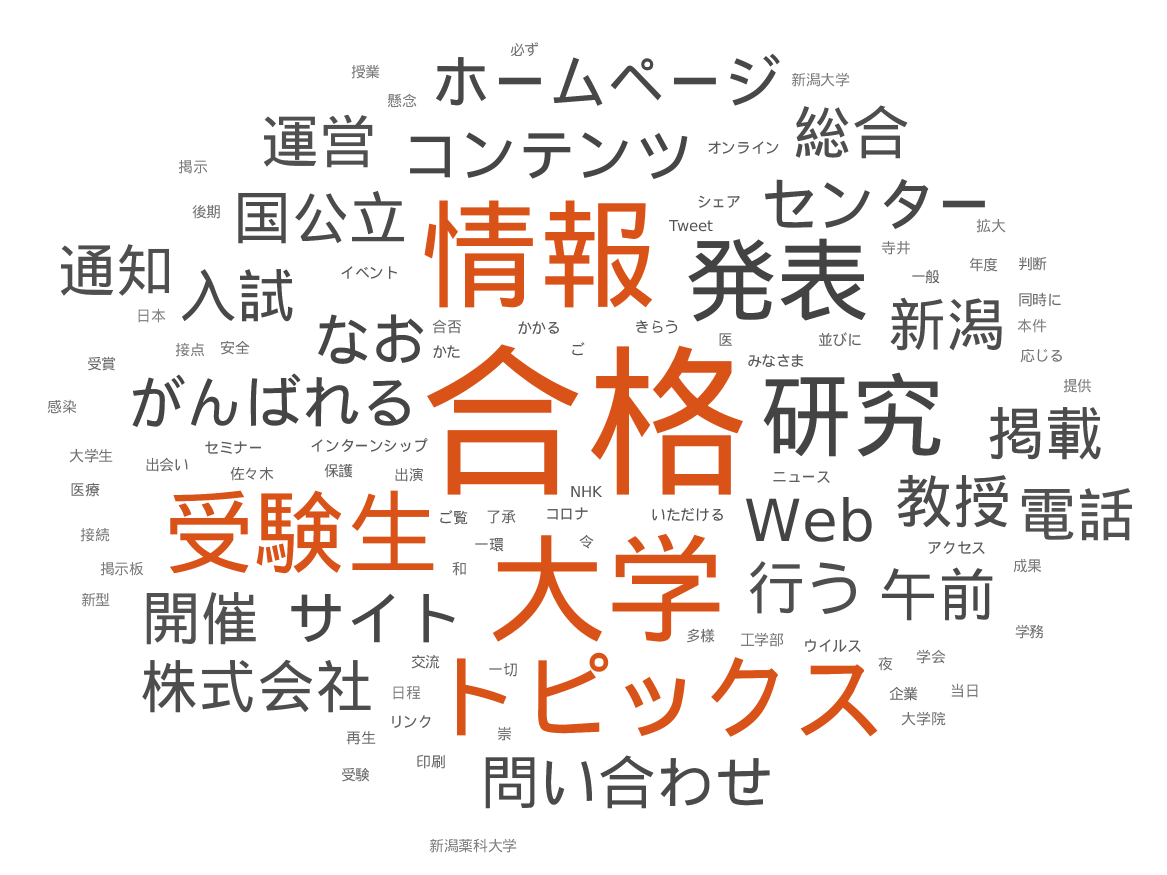 必ず
ホームページ
授業
新潟大学
懸念
運営
コンテンツ
オンライン
総合
掲示
国公立
後期
情報
シェア
センター
Tweet
拡大
通知
入試
イベント
発表
寺井
一般
年度
判断
日本
なお
合否
かかる
きらう
新潟
同時に
本件
接点
安全
かた
ご
医
並びに
みなさま
応じる
受賞
がんばれる
合格
研究
提供
感染
掲載
セミナー
インターンシップ
大学生
出会い
佐々木
保護
出演
ニュース
医療
受験生
NHK
Web
教授
電話
ご覧
了承
コロナ
いただける
接続
一環
大学
令
アクセス
掲示板
和
行う
午前
成果
新型
開催
サイト
多様
工学部
ウイルス
学務
株式会社
交流
トピックス
一切
夜
学会
日程
企業
当日
リンク
大学院
再生
崇
受験
印刷
問い合わせ
新潟薬科大学